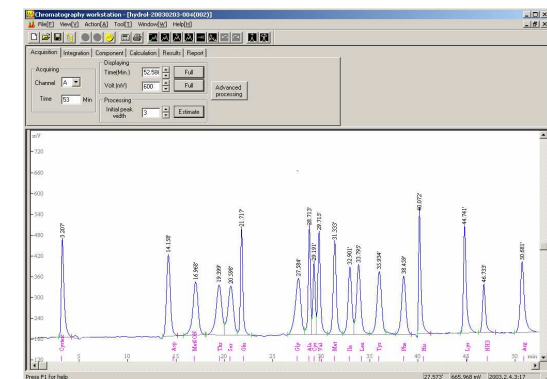 Chromatography workstation - [hydrol-20030203-004(002)]
File[F] View[V] Action[A] Tool[T] Window[W] Help[H]
Acquisition Integration Component Calculation Results Report
Acquiring
Channel A
Time 53 Min
Displaying
Time(Min.) 52.58 Full
Volt (mV) 600 Full
Processing
Initial peak width 3 Estimate
Advanced processing
mV
720
660
600
540
480
420
360
300
240
180
120
3.207'
14.158'
16.968'
19.399'
20.598'
21.717'
27.584'
28.713'
29.191'
29.715'
31.333'
32.901'
33.795'
35.934'
38.459'
40.072'
44.741'
46.733'
50.681'
Asp
Thr
Ser
Glu
Gly
Ala
Val
Met
Ile
Leu
Tyr
Phe
His
Lys
NH3
Arg
5 10 15 20 25 30 35 40 45 50 min
Press F1 for help
27.573' 665.968 mV 2003.2.4.3:17